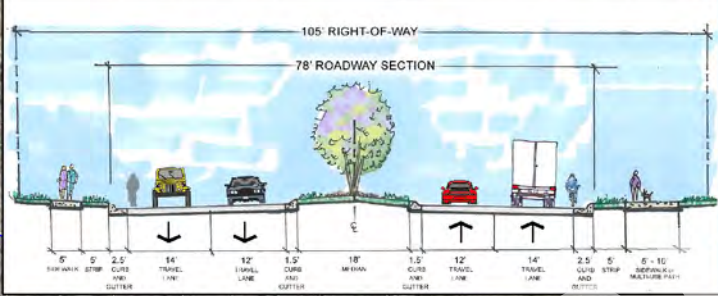 105' RIGHT-OF-WAY
78' ROADWAY SECTION
5' 5' 2.5' 14' 12' 1.5' 18' 1.5' 12' 14' 2.5' 5'
SIDEWALK STRIP CURB AND GUTTER TRAVEL LANE TRAVEL LANE CURB AND GUTTER MEDIAN CURB AND GUTTER TRAVEL LANE TRAVEL LANE CURB AND GUTTER STRIP SIDEWALK or MULTIUSE PATH